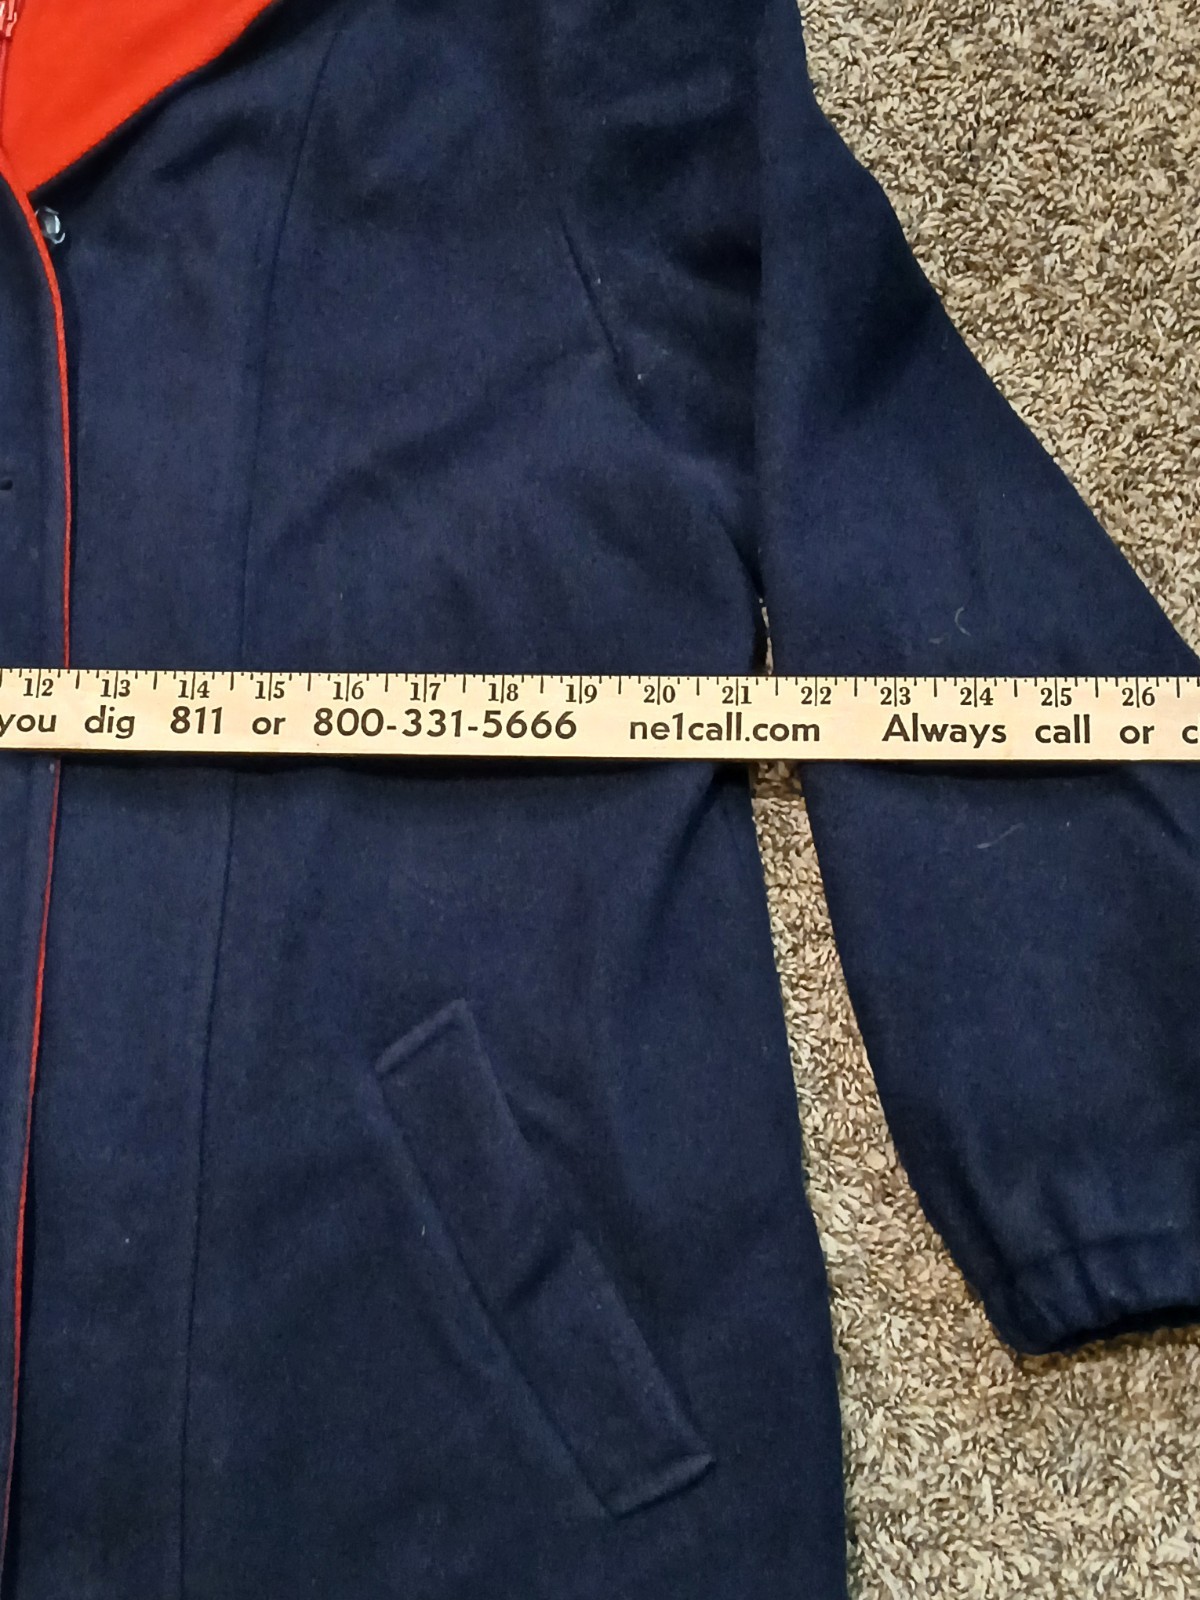 12 13 14 15 16 17 18 19 20 21 22 23 24 25 26
you dig 811 or 800-331-5666 ne1call.com Always call or c